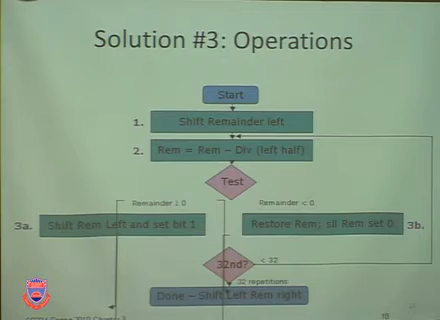 Solution #3: Operations
Start
1. Shift Remainder left
2. Rem = Rem – Div (left half)
Test
Remainder ≥ 0
Remainder < 0
3a. Shift Rem Left and set bit 1
Restore Rem; sll Rem set 0 3b.
32nd?
< 32
32 repetitions
Done – Shift Left Rem right
18